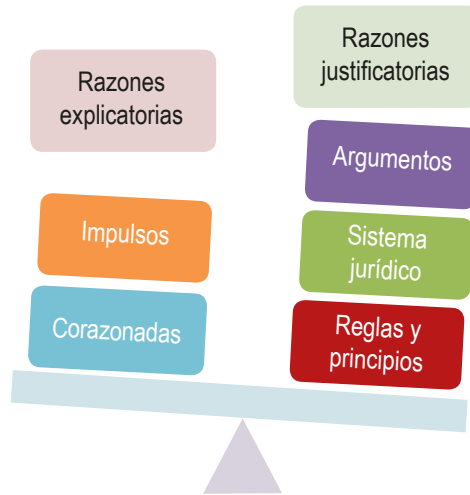 Razones
explicatorias
Impulsos
Corazonadas
Razones
justificatorias
Argumentos
Sistema
jurídico
Reglas y
principios